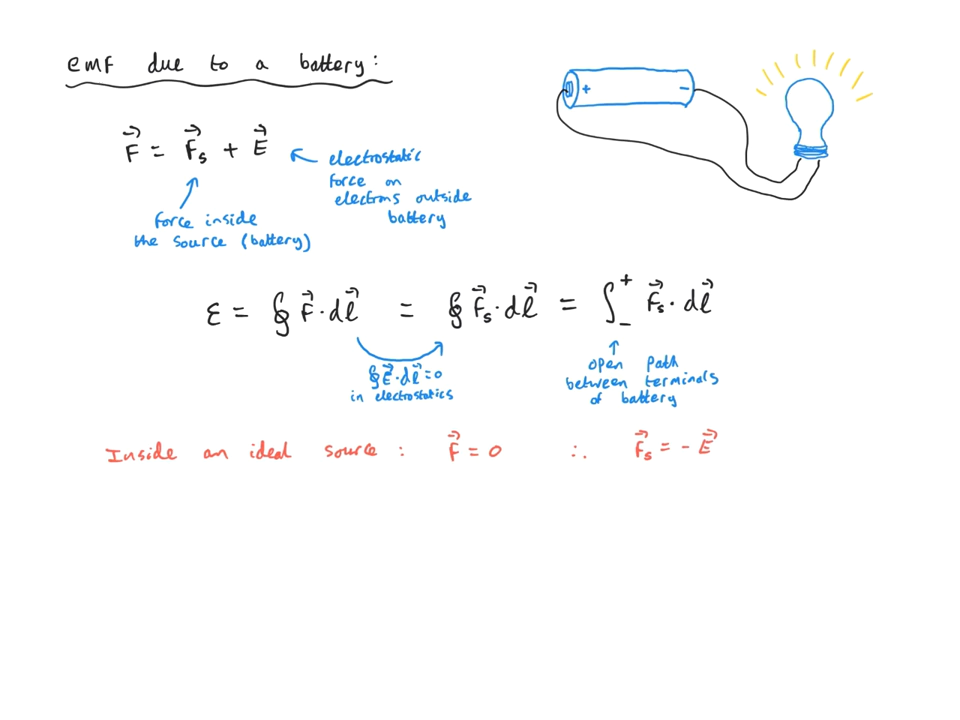 emf due to a battery:
+ −
F⃗ = F⃗s + E⃗
electrostatic
force on
electrons outside
battery
force inside
the source (battery)
ε = ∮ F⃗·dl⃗ = ∮ F⃗s·dl⃗ = ∫₋⁺ F⃗s·dl⃗
∮E⃗·dl⃗=0
in electrostatics
open path
between terminals
of battery
Inside an ideal source: F⃗ = 0 ∴ F⃗s = −E⃗